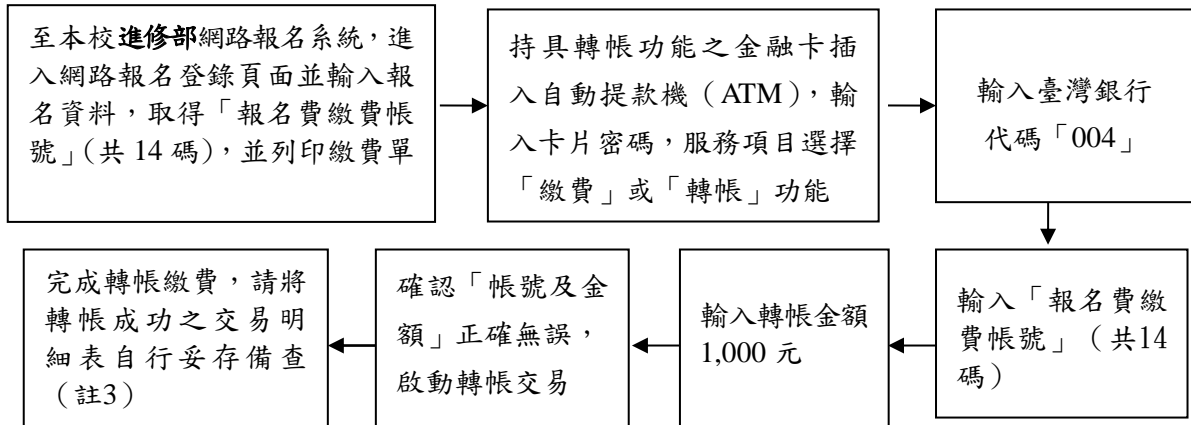 至本校進修部網路報名系統，進
入網路報名登錄頁面並輸入報
名資料，取得「報名費繳費帳
號」(共 14 碼)，並列印繳費單
持具轉帳功能之金融卡插
入自動提款機（ATM），輸
入卡片密碼，服務項目選擇
「繳費」或「轉帳」功能
輸入臺灣銀行
代碼「004」
輸入「報名費繳
費帳號」（共14
碼）
輸入轉帳金額
1,000 元
確認「帳號及金
額」正確無誤，
啟動轉帳交易
完成轉帳繳費，請將
轉帳成功之交易明
細表自行妥存備查
（註3）